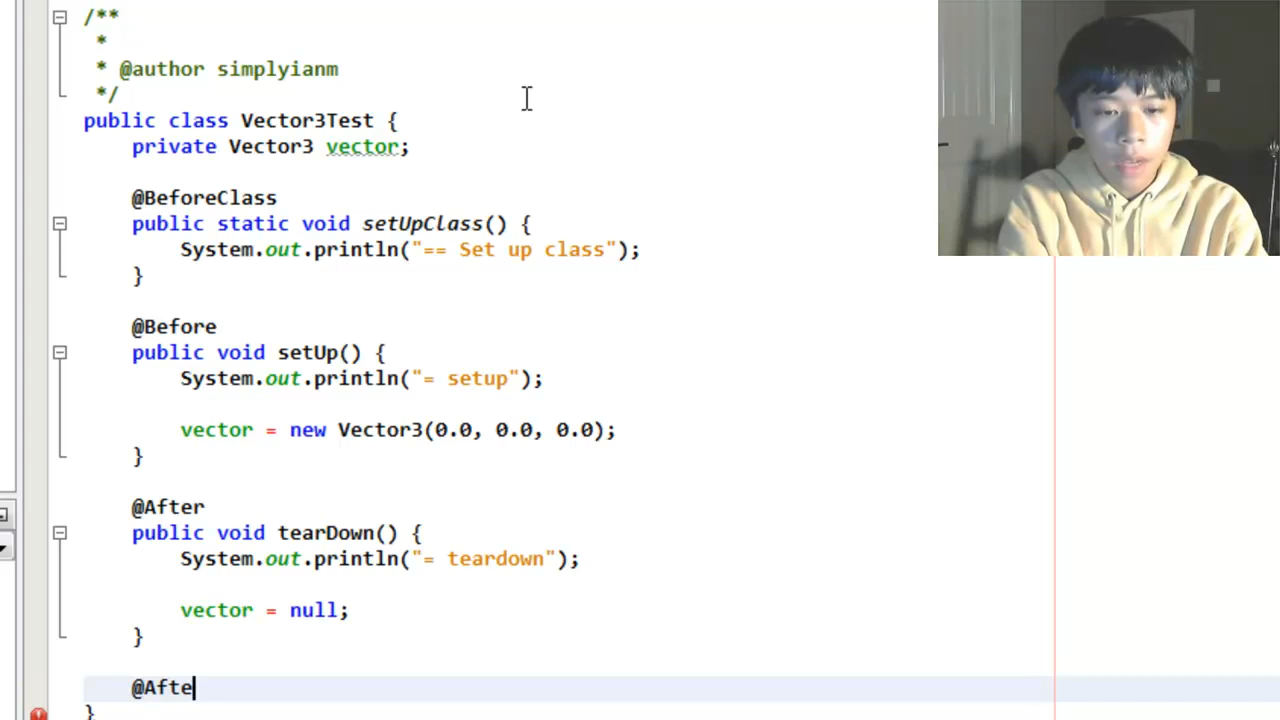 /**
*
* @author simplyianm
*/
public class Vector3Test {
private Vector3 vector;
@BeforeClass
public static void setUpClass() {
System.out.println("== Set up class");
}
@Before
public void setUp() {
System.out.println("= setup");
vector = new Vector3(0.0, 0.0, 0.0);
}
@After
public void tearDown() {
System.out.println("= teardown");
vector = null;
}
@Afte
}